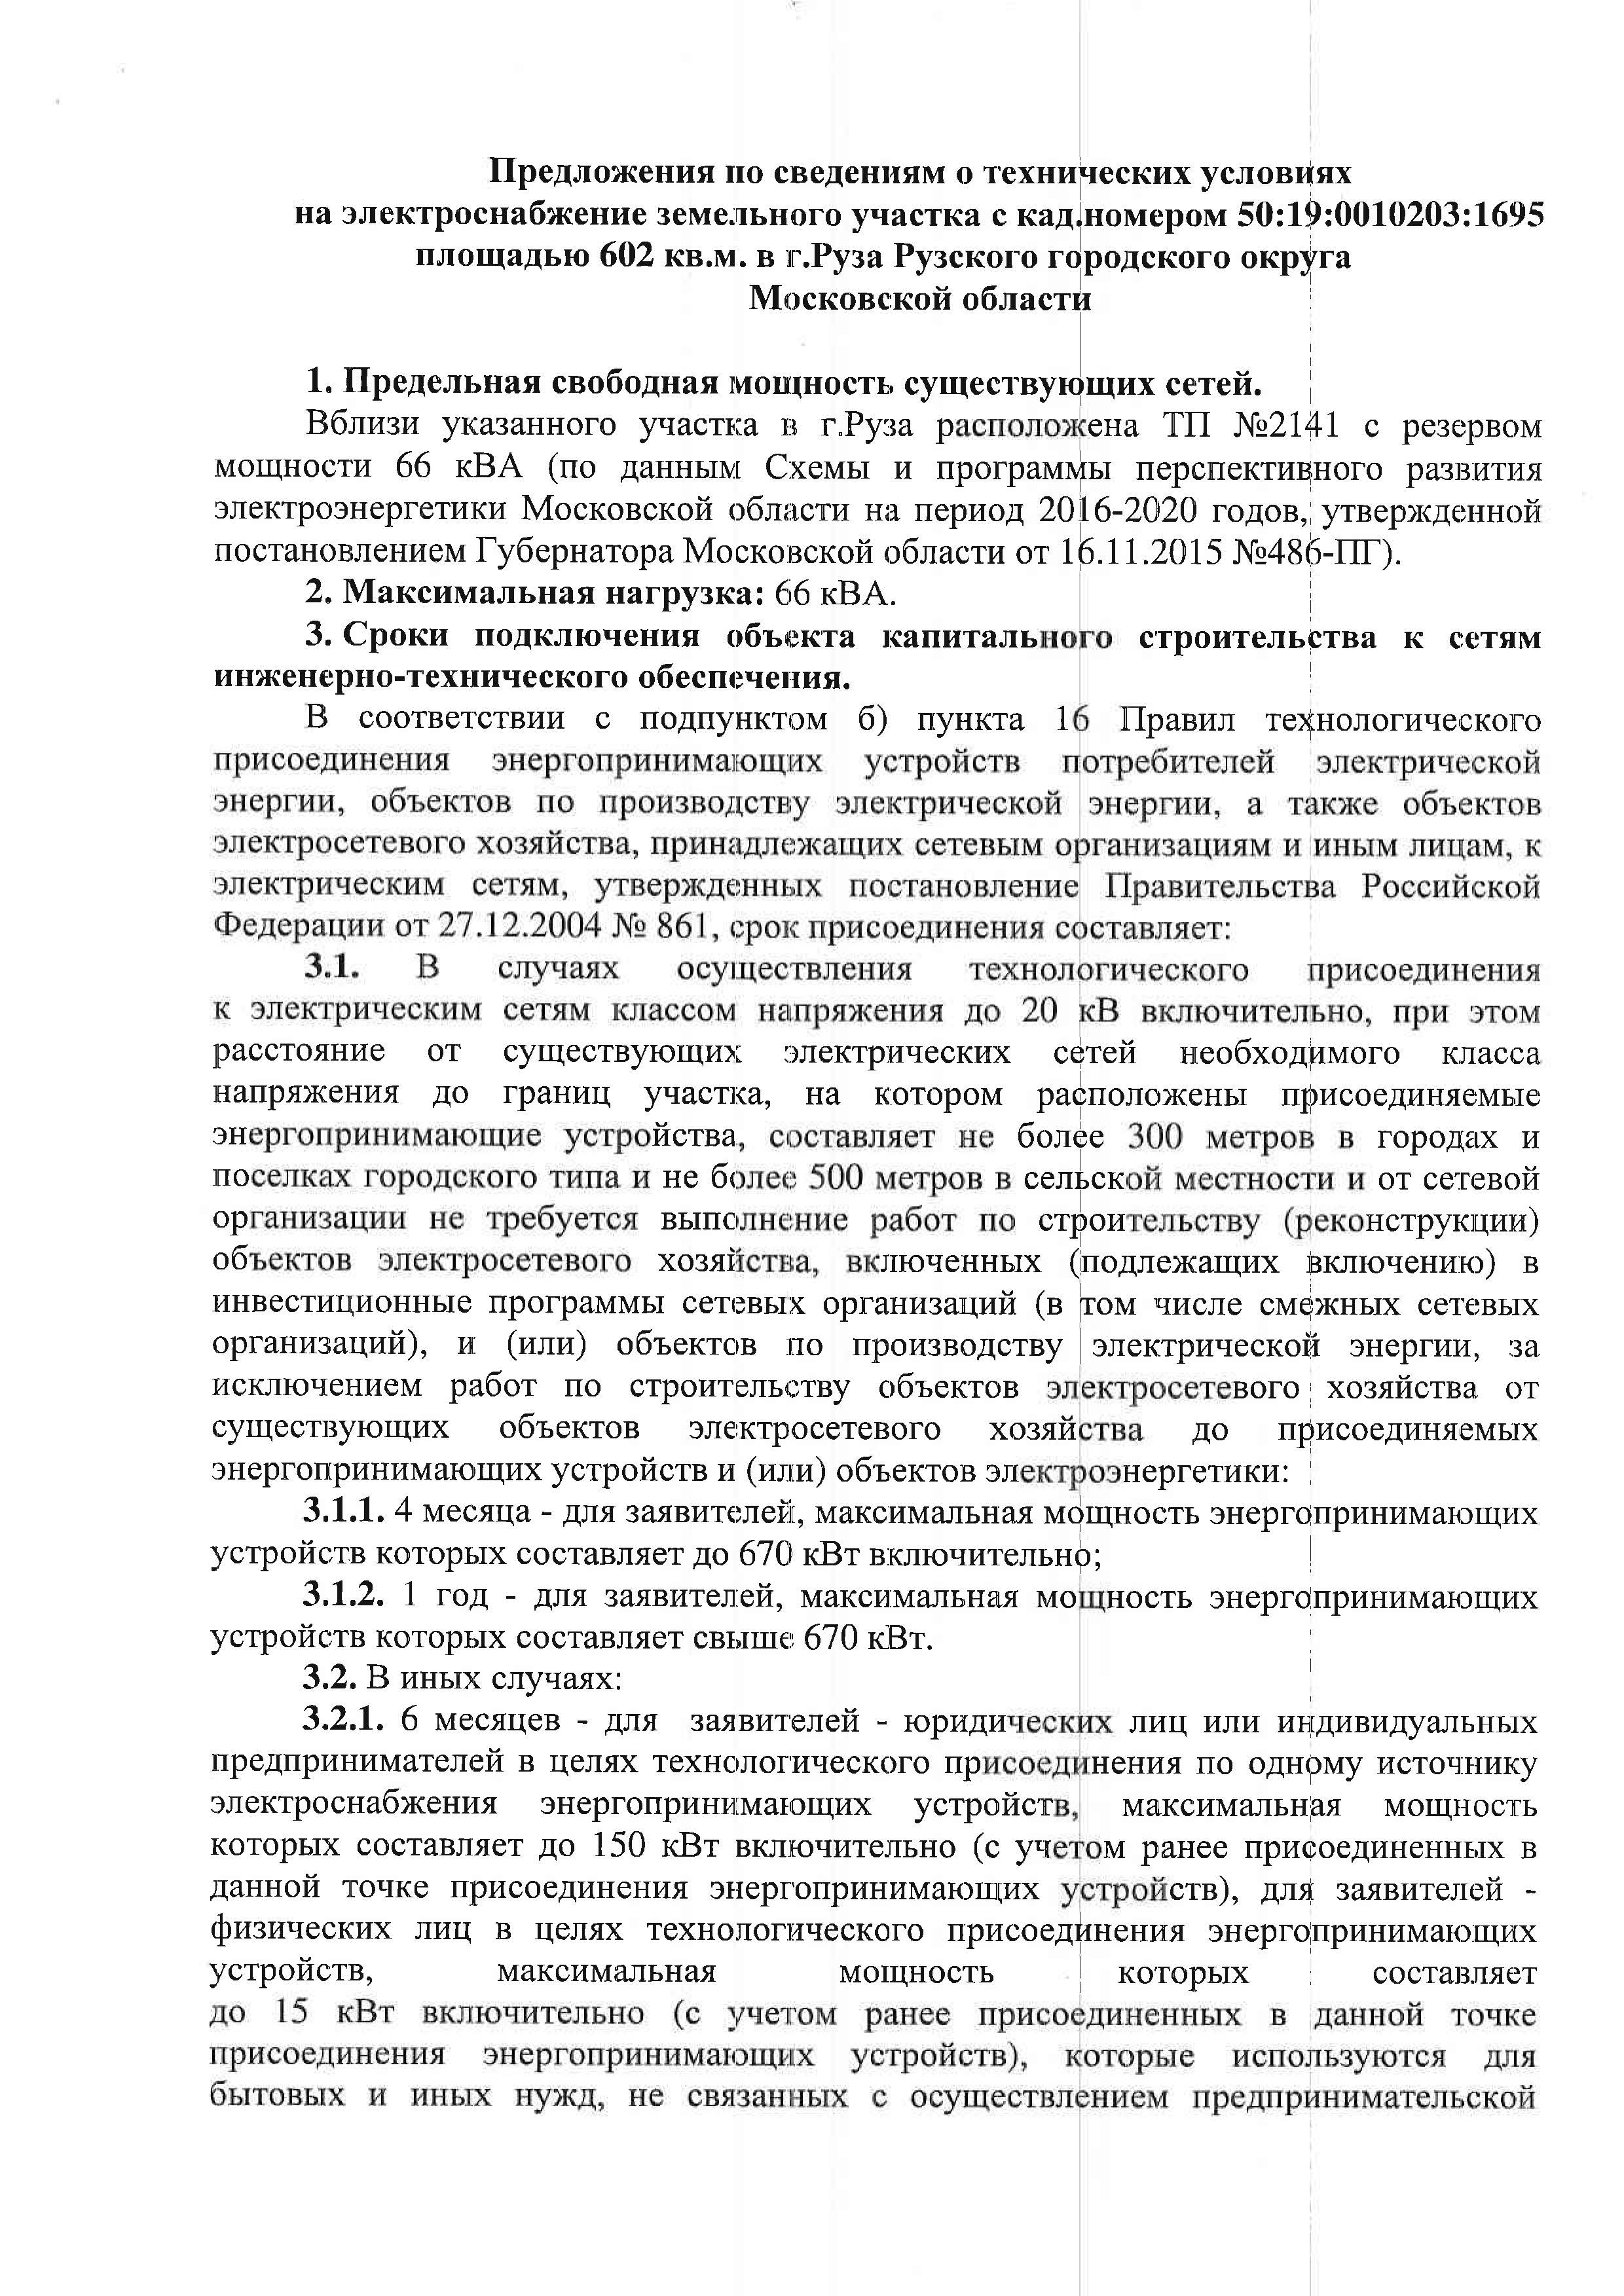 Предложения по сведениям о технических условиях
на электроснабжение земельного участка с кад.номером 50:19:0010203:1695
площадью 602 кв.м. в г.Руза Рузского городского округа
Московской области
1. Предельная свободная мощность существующих сетей.
Вблизи указанного участка в г.Руза расположена ТП №2141 с резервом
мощности 66 кВА (по данным Схемы и программы перспективного развития
электроэнергетики Московской области на период 2016-2020 годов, утвержденной
постановлением Губернатора Московской области от 16.11.2015 №486-ПГ).
2. Максимальная нагрузка: 66 кВА.
3. Сроки подключения объекта капитального строительства к сетям
инженерно-технического обеспечения.
В соответствии с подпунктом б) пункта 16 Правил технологического
присоединения энергопринимающих устройств потребителей электрической
энергии, объектов по производству электрической энергии, а также объектов
электросетевого хозяйства, принадлежащих сетевым организациям и иным лицам, к
электрическим сетям, утвержденных постановление Правительства Российской
Федерации от 27.12.2004 № 861, срок присоединения составляет:
3.1. В случаях осуществления технологического присоединения
к электрическим сетям классом напряжения до 20 кВ включительно, при этом
расстояние от существующих электрических сетей необходимого класса
напряжения до границ участка, на котором расположены присоединяемые
энергопринимающие устройства, составляет не более 300 метров в городах и
поселках городского типа и не более 500 метров в сельской местности и от сетевой
организации не требуется выполнение работ по строительству (реконструкции)
объектов электросетевого хозяйства, включенных (подлежащих включению) в
инвестиционные программы сетевых организаций (в том числе смежных сетевых
организаций), и (или) объектов по производству электрической энергии, за
исключением работ по строительству объектов электросетевого хозяйства от
существующих объектов электросетевого хозяйства до присоединяемых
энергопринимающих устройств и (или) объектов электроэнергетики:
3.1.1. 4 месяца - для заявителей, максимальная мощность энергопринимающих
устройств которых составляет до 670 кВт включительно;
3.1.2. 1 год - для заявителей, максимальная мощность энергопринимающих
устройств которых составляет свыше 670 кВт.
3.2. В иных случаях:
3.2.1. 6 месяцев - для заявителей - юридических лиц или индивидуальных
предпринимателей в целях технологического присоединения по одному источнику
электроснабжения энергопринимающих устройств, максимальная мощность
которых составляет до 150 кВт включительно (с учетом ранее присоединенных в
данной точке присоединения энергопринимающих устройств), для заявителей -
физических лиц в целях технологического присоединения энергопринимающих
устройств, максимальная мощность которых составляет
до 15 кВт включительно (с учетом ранее присоединенных в данной точке
присоединения энергопринимающих устройств), которые используются для
бытовых и иных нужд, не связанных с осуществлением предпринимательской